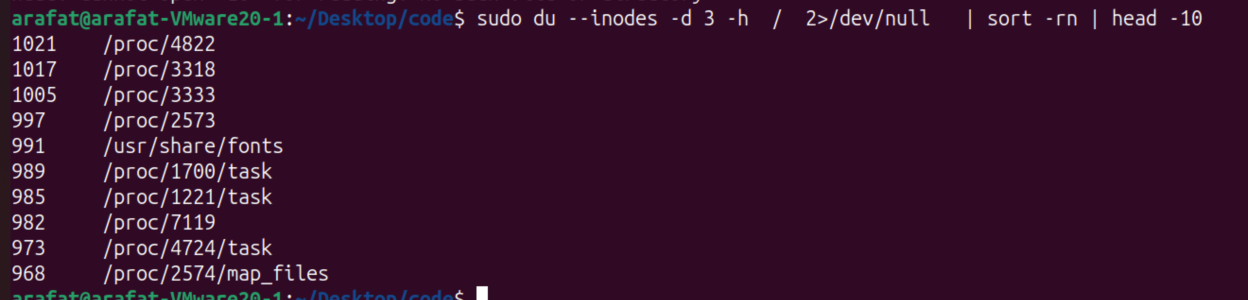 arafat@arafat-VMware20-1:~/Desktop/code$ sudo du --inodes -d 3 -h  /  2>/dev/null   | sort -rn | head -10
1021    /proc/4822
1017    /proc/3318
1005    /proc/3333
997     /proc/2573
991     /usr/share/fonts
989     /proc/1700/task
985     /proc/1221/task
982     /proc/7119
973     /proc/4724/task
968     /proc/2574/map_files
arafat@arafat-VMware20-1:~/Desktop/code$